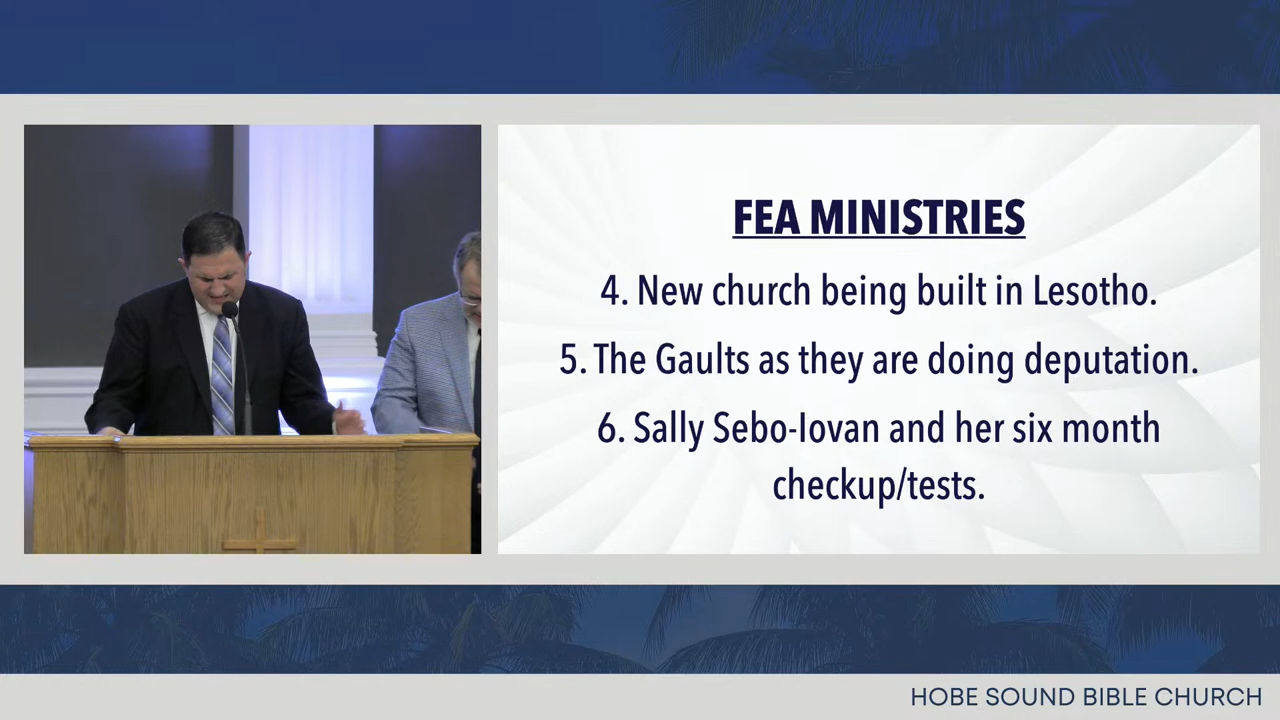 FEA MINISTRIES
4. New church being built in Lesotho.
5. The Gaults as they are doing deputation.
6. Sally Sebo-Iovan and her six month
checkup/tests.
HOBE SOUND BIBLE CHURCH